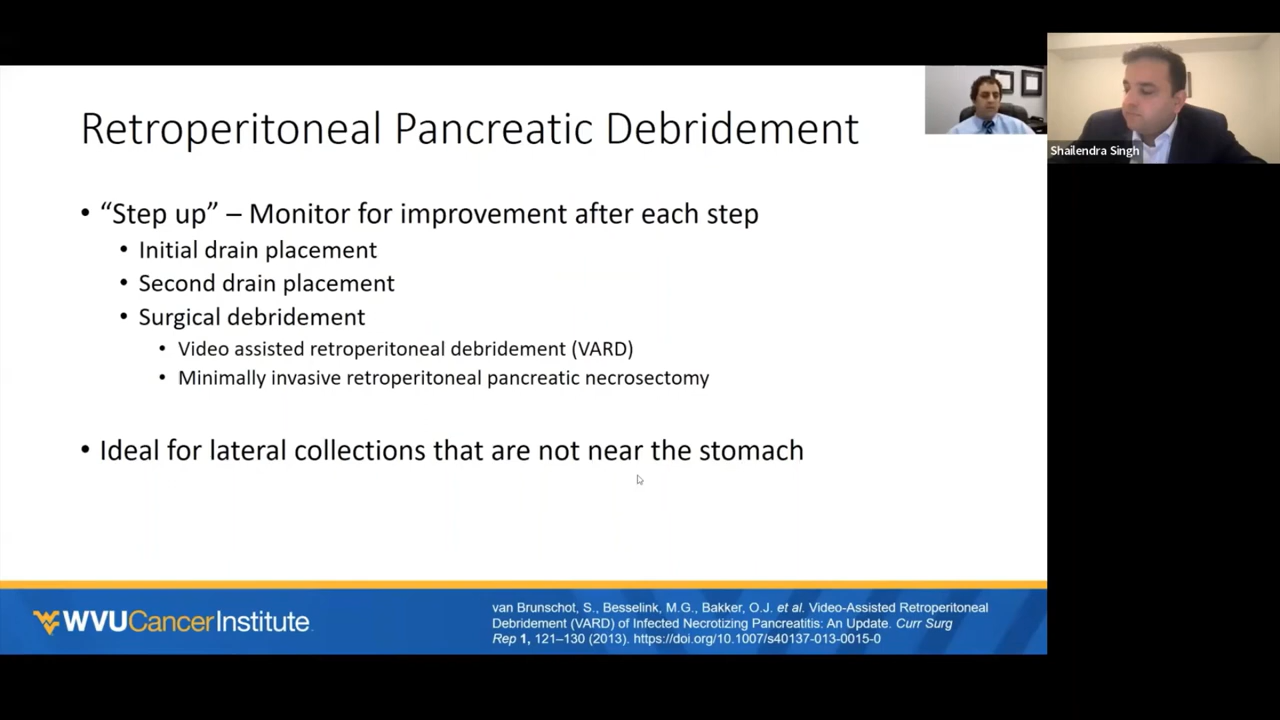 Retroperitoneal Pancreatic Debridement
• “Step up” – Monitor for improvement after each step
• Initial drain placement
• Second drain placement
• Surgical debridement
• Video assisted retroperitoneal debridement (VARD)
• Minimally invasive retroperitoneal pancreatic necrosectomy
• Ideal for lateral collections that are not near the stomach
WVUCancerInstitute
van Brunschot, S., Besselink, M.G., Bakker, O.J. et al. Video-Assisted Retroperitoneal
Debridement (VARD) of Infected Necrotizing Pancreatitis: An Update. Curr Surg
Rep 1, 121–130 (2013). https://doi.org/10.1007/s40137-013-0015-0
Shailendra Singh